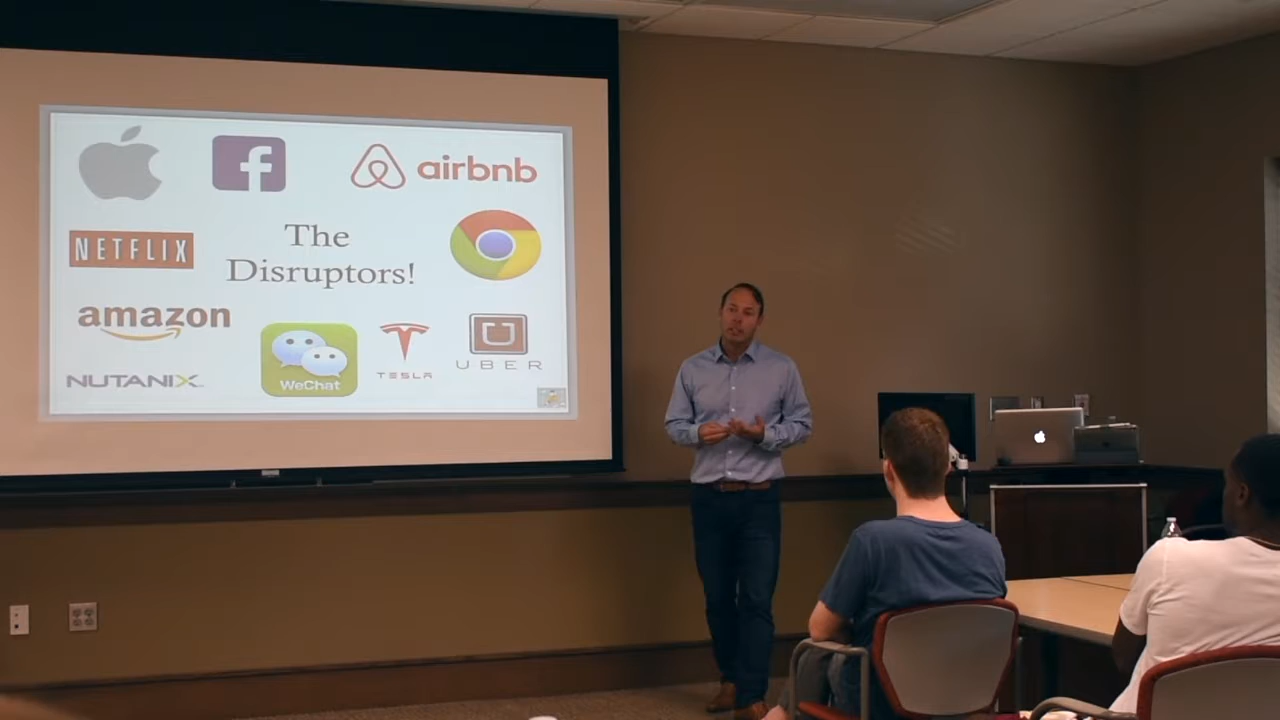 f
airbnb
NETFLIX
The
Disruptors!
amazon
WeChat
TESLA
UBER
NUTANIX